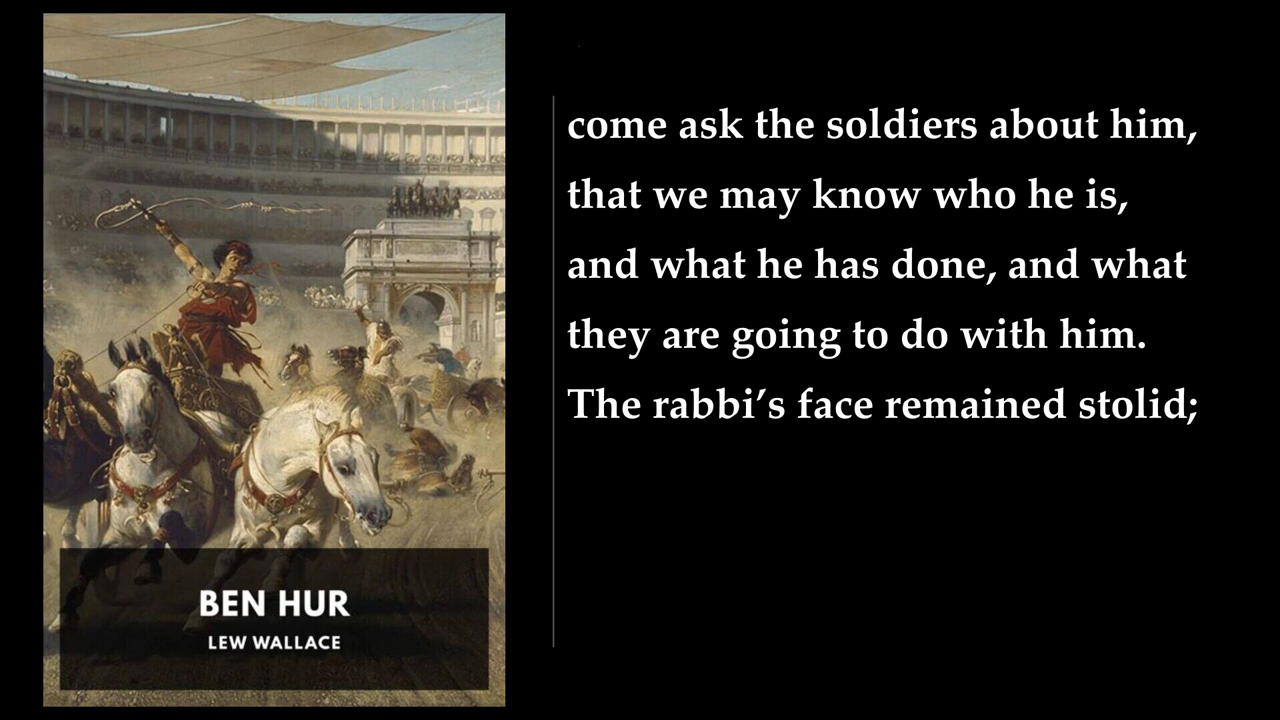 come ask the soldiers about him,
that we may know who he is,
and what he has done, and what
they are going to do with him.
The rabbi’s face remained stolid;
BEN HUR
LEW WALLACE